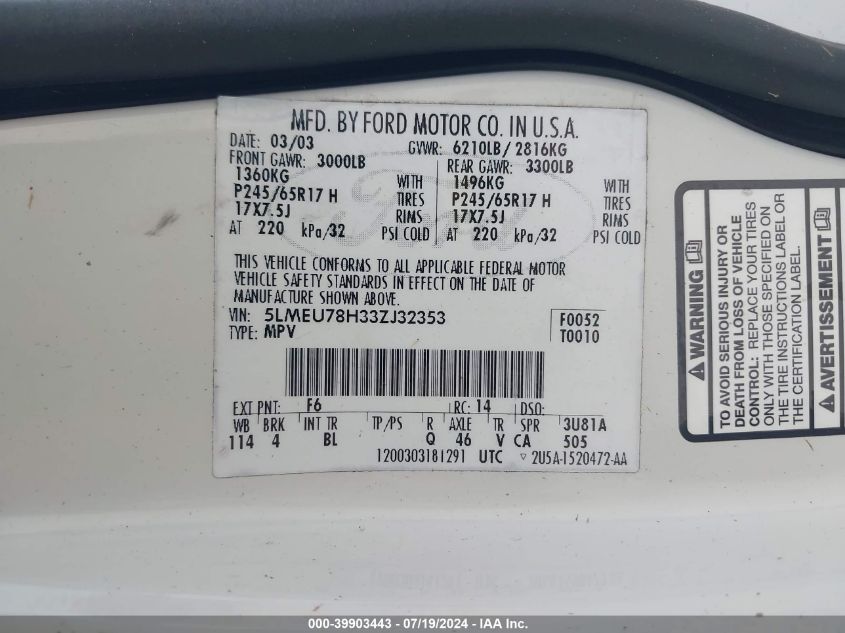 MFD. BY FORD MOTOR CO. IN U.S.A.
DATE: 03/03 GVWR: 6210LB/ 2816KG
FRONT GAWR: 3000LB REAR GAWR: 3300LB
1360KG WITH 1496KG WITH
P245/65R17 H TIRES P245/65R17 H TIRES
17X7.5J RIMS 17X7.5J RIMS
AT 220 kPa/32 PSI COLD AT 220 kPa/32 PSI COLD
THIS VEHICLE CONFORMS TO ALL APPLICABLE FEDERAL MOTOR
VEHICLE SAFETY STANDARDS IN EFFECT ON THE DATE OF
MANUFACTURE SHOWN ABOVE.
VIN: 5LMEU78H33ZJ32353 F0052
TYPE: MPV T0010
EXT PNT: F6 RC: 14 DSO:
WB BRK INT TR TP/PS R AXLE TR SPR 3U81A
114 4 BL Q 46 V CA 505
1200303181291 UTC ▽ 2U5A-1520472-AA
WARNING
TO AVOID SERIOUS INJURY OR
DEATH FROM LOSS OF VEHICLE
CONTROL: REPLACE YOUR TIRES
ONLY WITH THOSE SPECIFIED ON
THE TIRE INSTRUCTIONS LABEL OR
THE CERTIFICATION LABEL.
AVERTISSEMENT
000-39903443 - 07/19/2024 - IAA Inc.